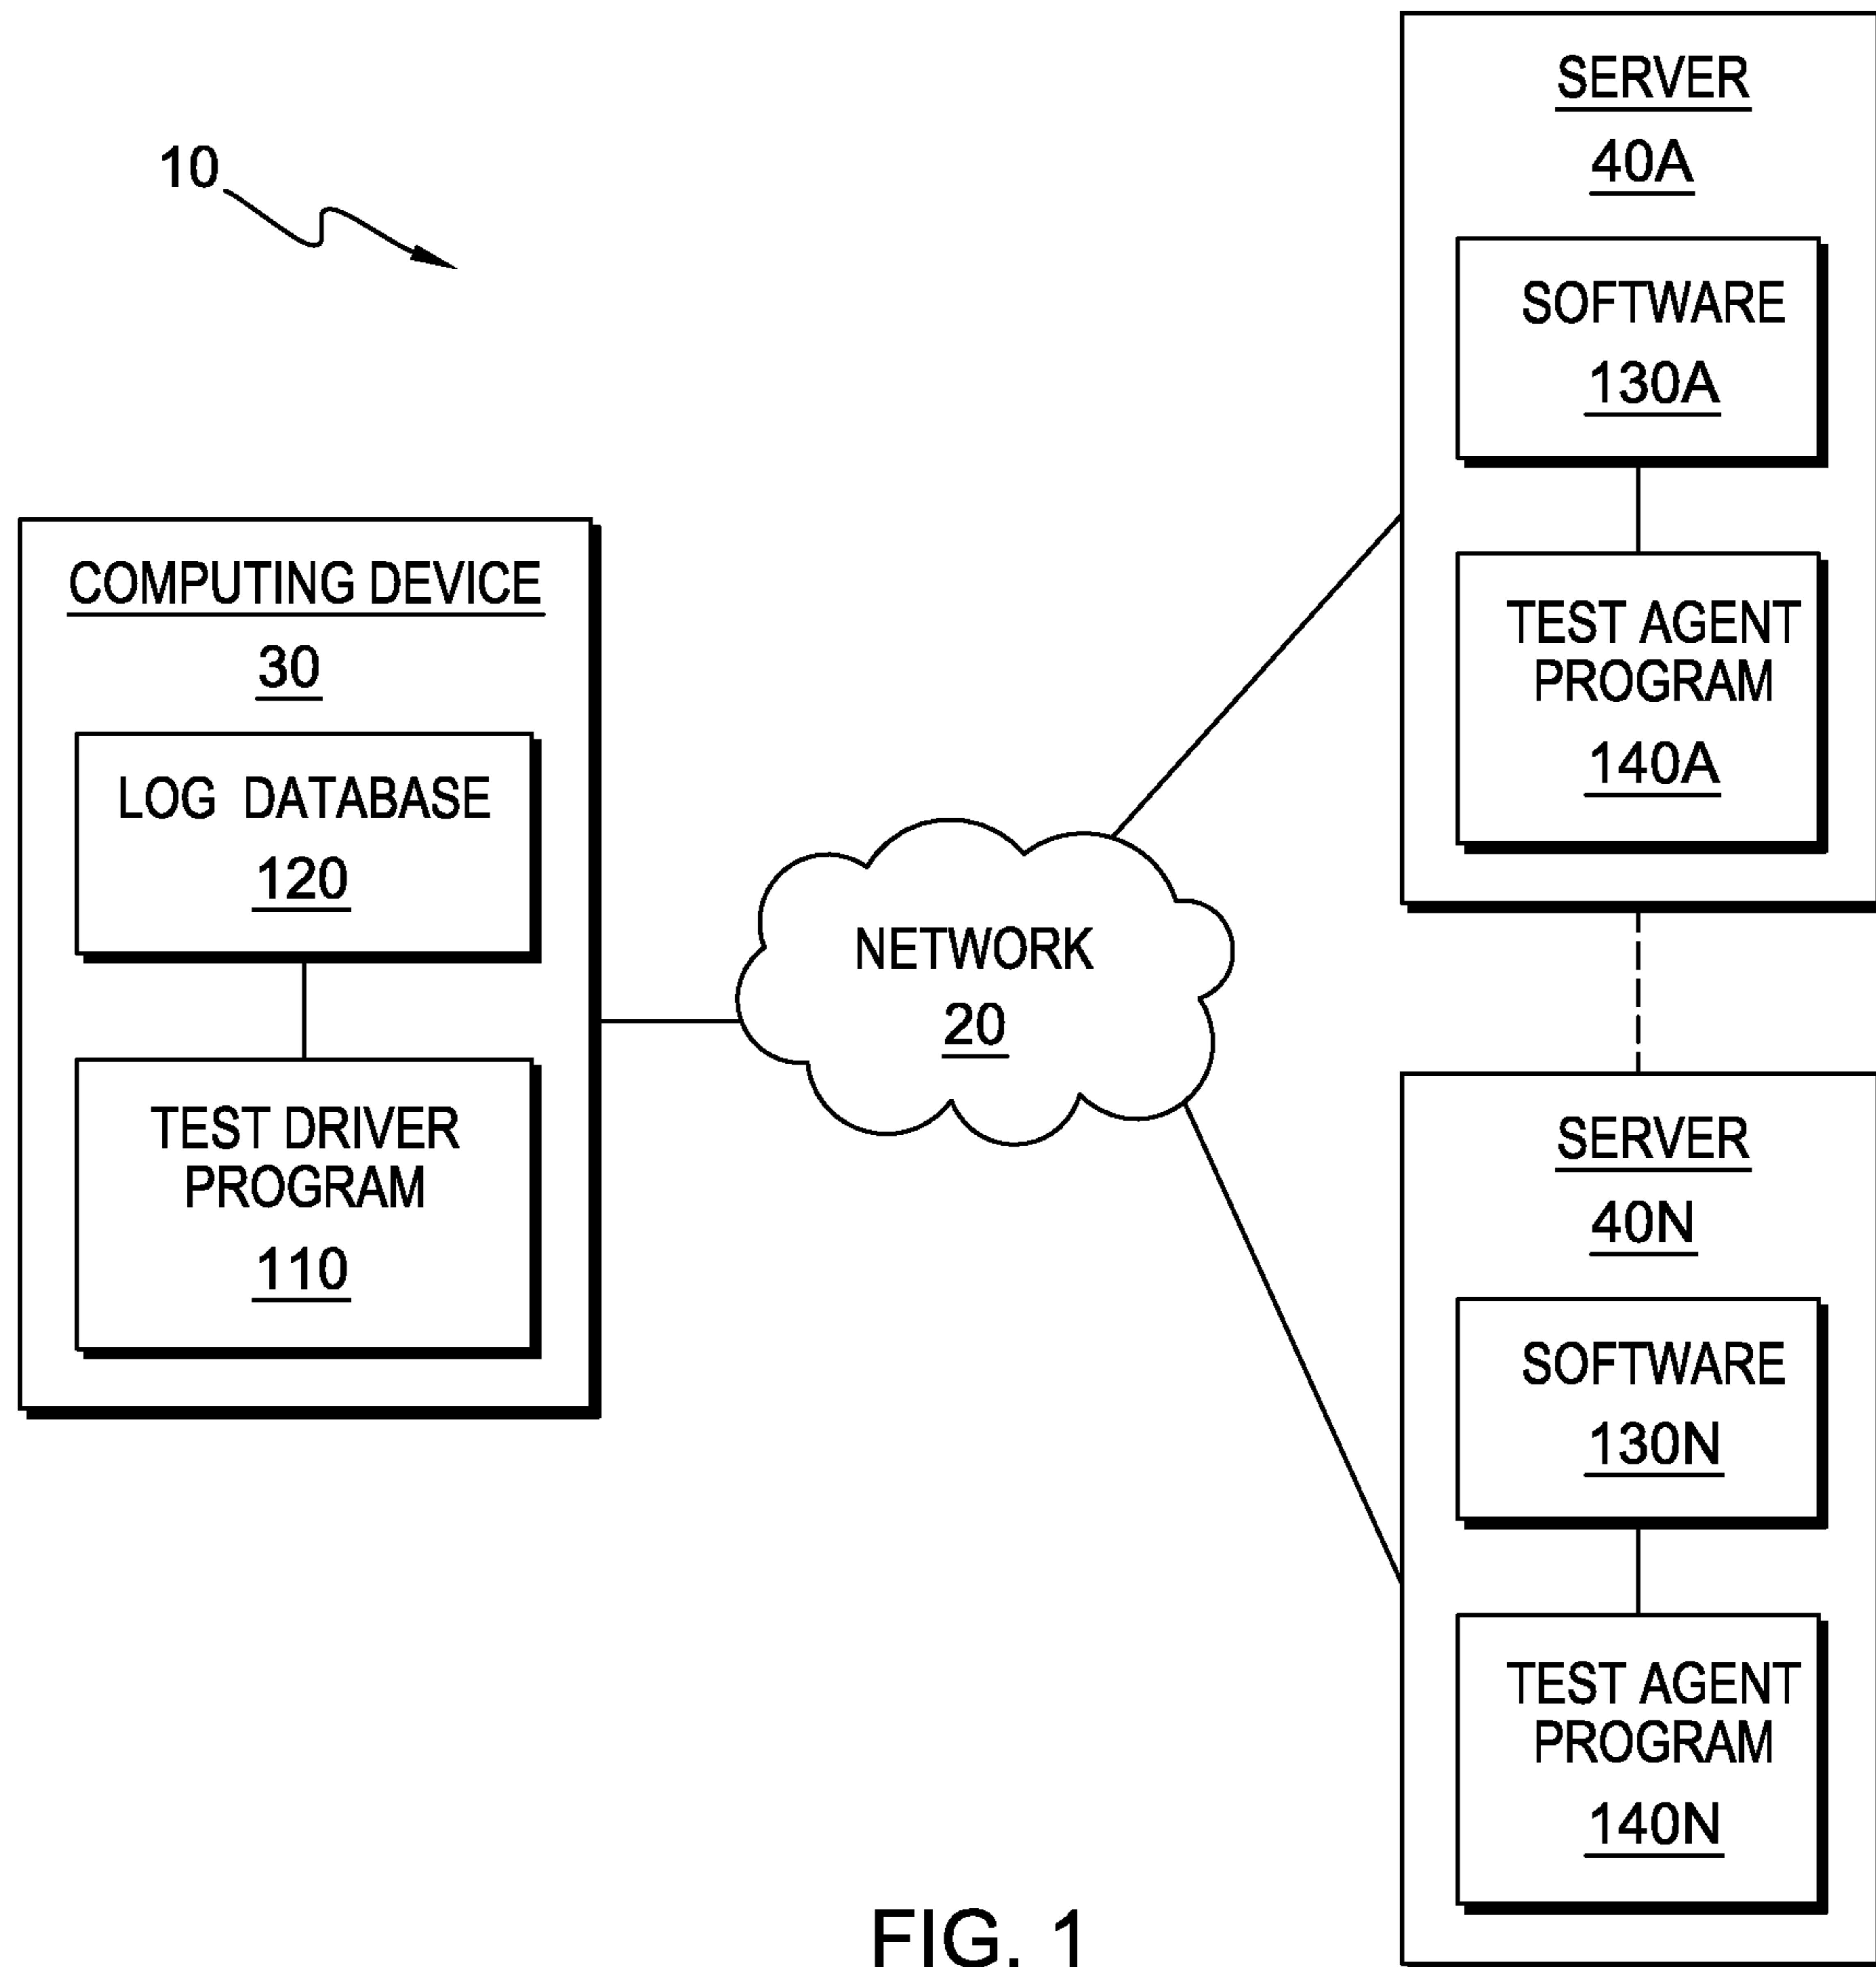 10
COMPUTING DEVICE
30
LOG DATABASE
120
TEST DRIVER
PROGRAM
110
NETWORK
20
SERVER
40A
SOFTWARE
130A
TEST AGENT
PROGRAM
140A
SERVER
40N
SOFTWARE
130N
TEST AGENT
PROGRAM
140N
FIG. 1